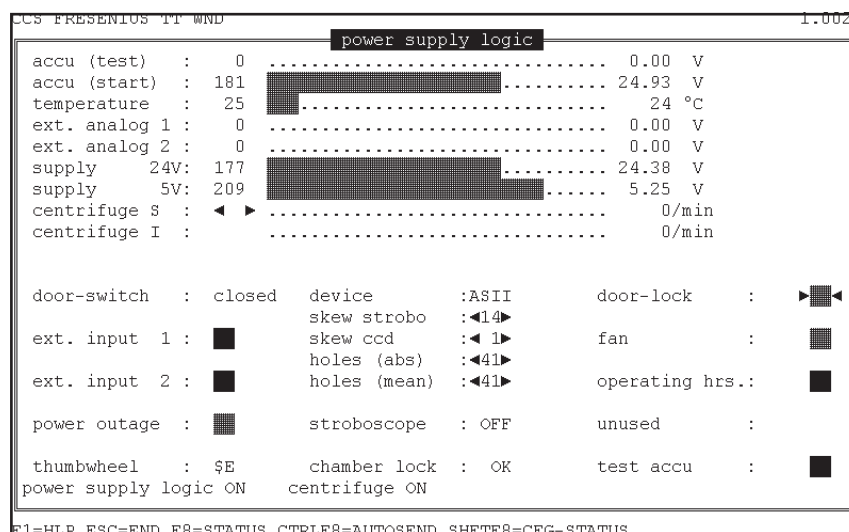 CCS FRESENIUS TT WND 1.002
power supply logic
accu (test) : 0 ................................ 0.00 V
accu (start) : 181 .......... 24.93 V
temperature : 25 ............................. 24 °C
ext. analog 1 : 0 ................................ 0.00 V
ext. analog 2 : 0 ................................ 0.00 V
supply 24V: 177 .......... 24.38 V
supply 5V: 209 ...... 5.25 V
centrifuge S : ◄ ► ................................ 0/min
centrifuge I : ................................ 0/min
door-switch : closed device :ASII door-lock : ►◄
skew strobo :◄14►
ext. input 1 : skew ccd :◄ 1► fan :
holes (abs) :◄41►
ext. input 2 : holes (mean) :◄41► operating hrs.:
power outage : stroboscope : OFF unused :
thumbwheel : $E chamber lock : OK test accu :
power supply logic ON centrifuge ON
F1=HLP ESC=END F8=STATUS CTRLF8=AUTOSEND SHFTF8=CFG-STATUS